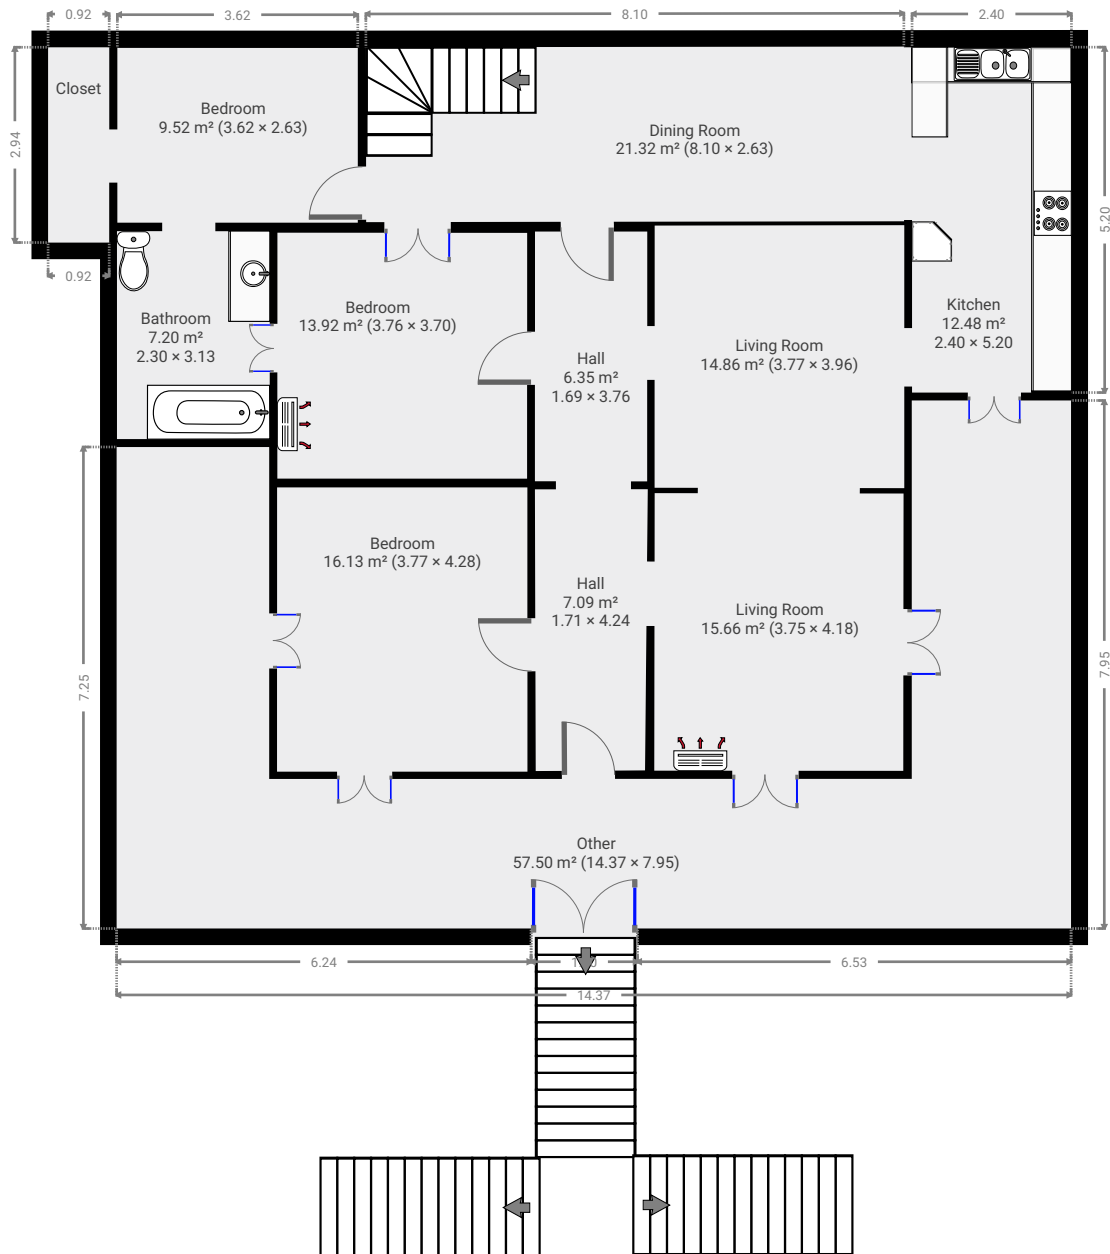 0.92
3.62
8.10
2.40
Closet
Bedroom
9.52 m² (3.62 × 2.63)
Dining Room
21.32 m² (8.10 × 2.63)
2.94
5.20
0.92
Bathroom
7.20 m²
2.30 × 3.13
Bedroom
13.92 m² (3.76 × 3.70)
Hall
6.35 m²
1.69 × 3.76
Living Room
14.86 m² (3.77 × 3.96)
Kitchen
12.48 m²
2.40 × 5.20
Bedroom
16.13 m² (3.77 × 4.28)
Hall
7.09 m²
1.71 × 4.24
Living Room
15.66 m² (3.75 × 4.18)
7.25
7.95
Other
57.50 m² (14.37 × 7.95)
6.24
6.53
14.37